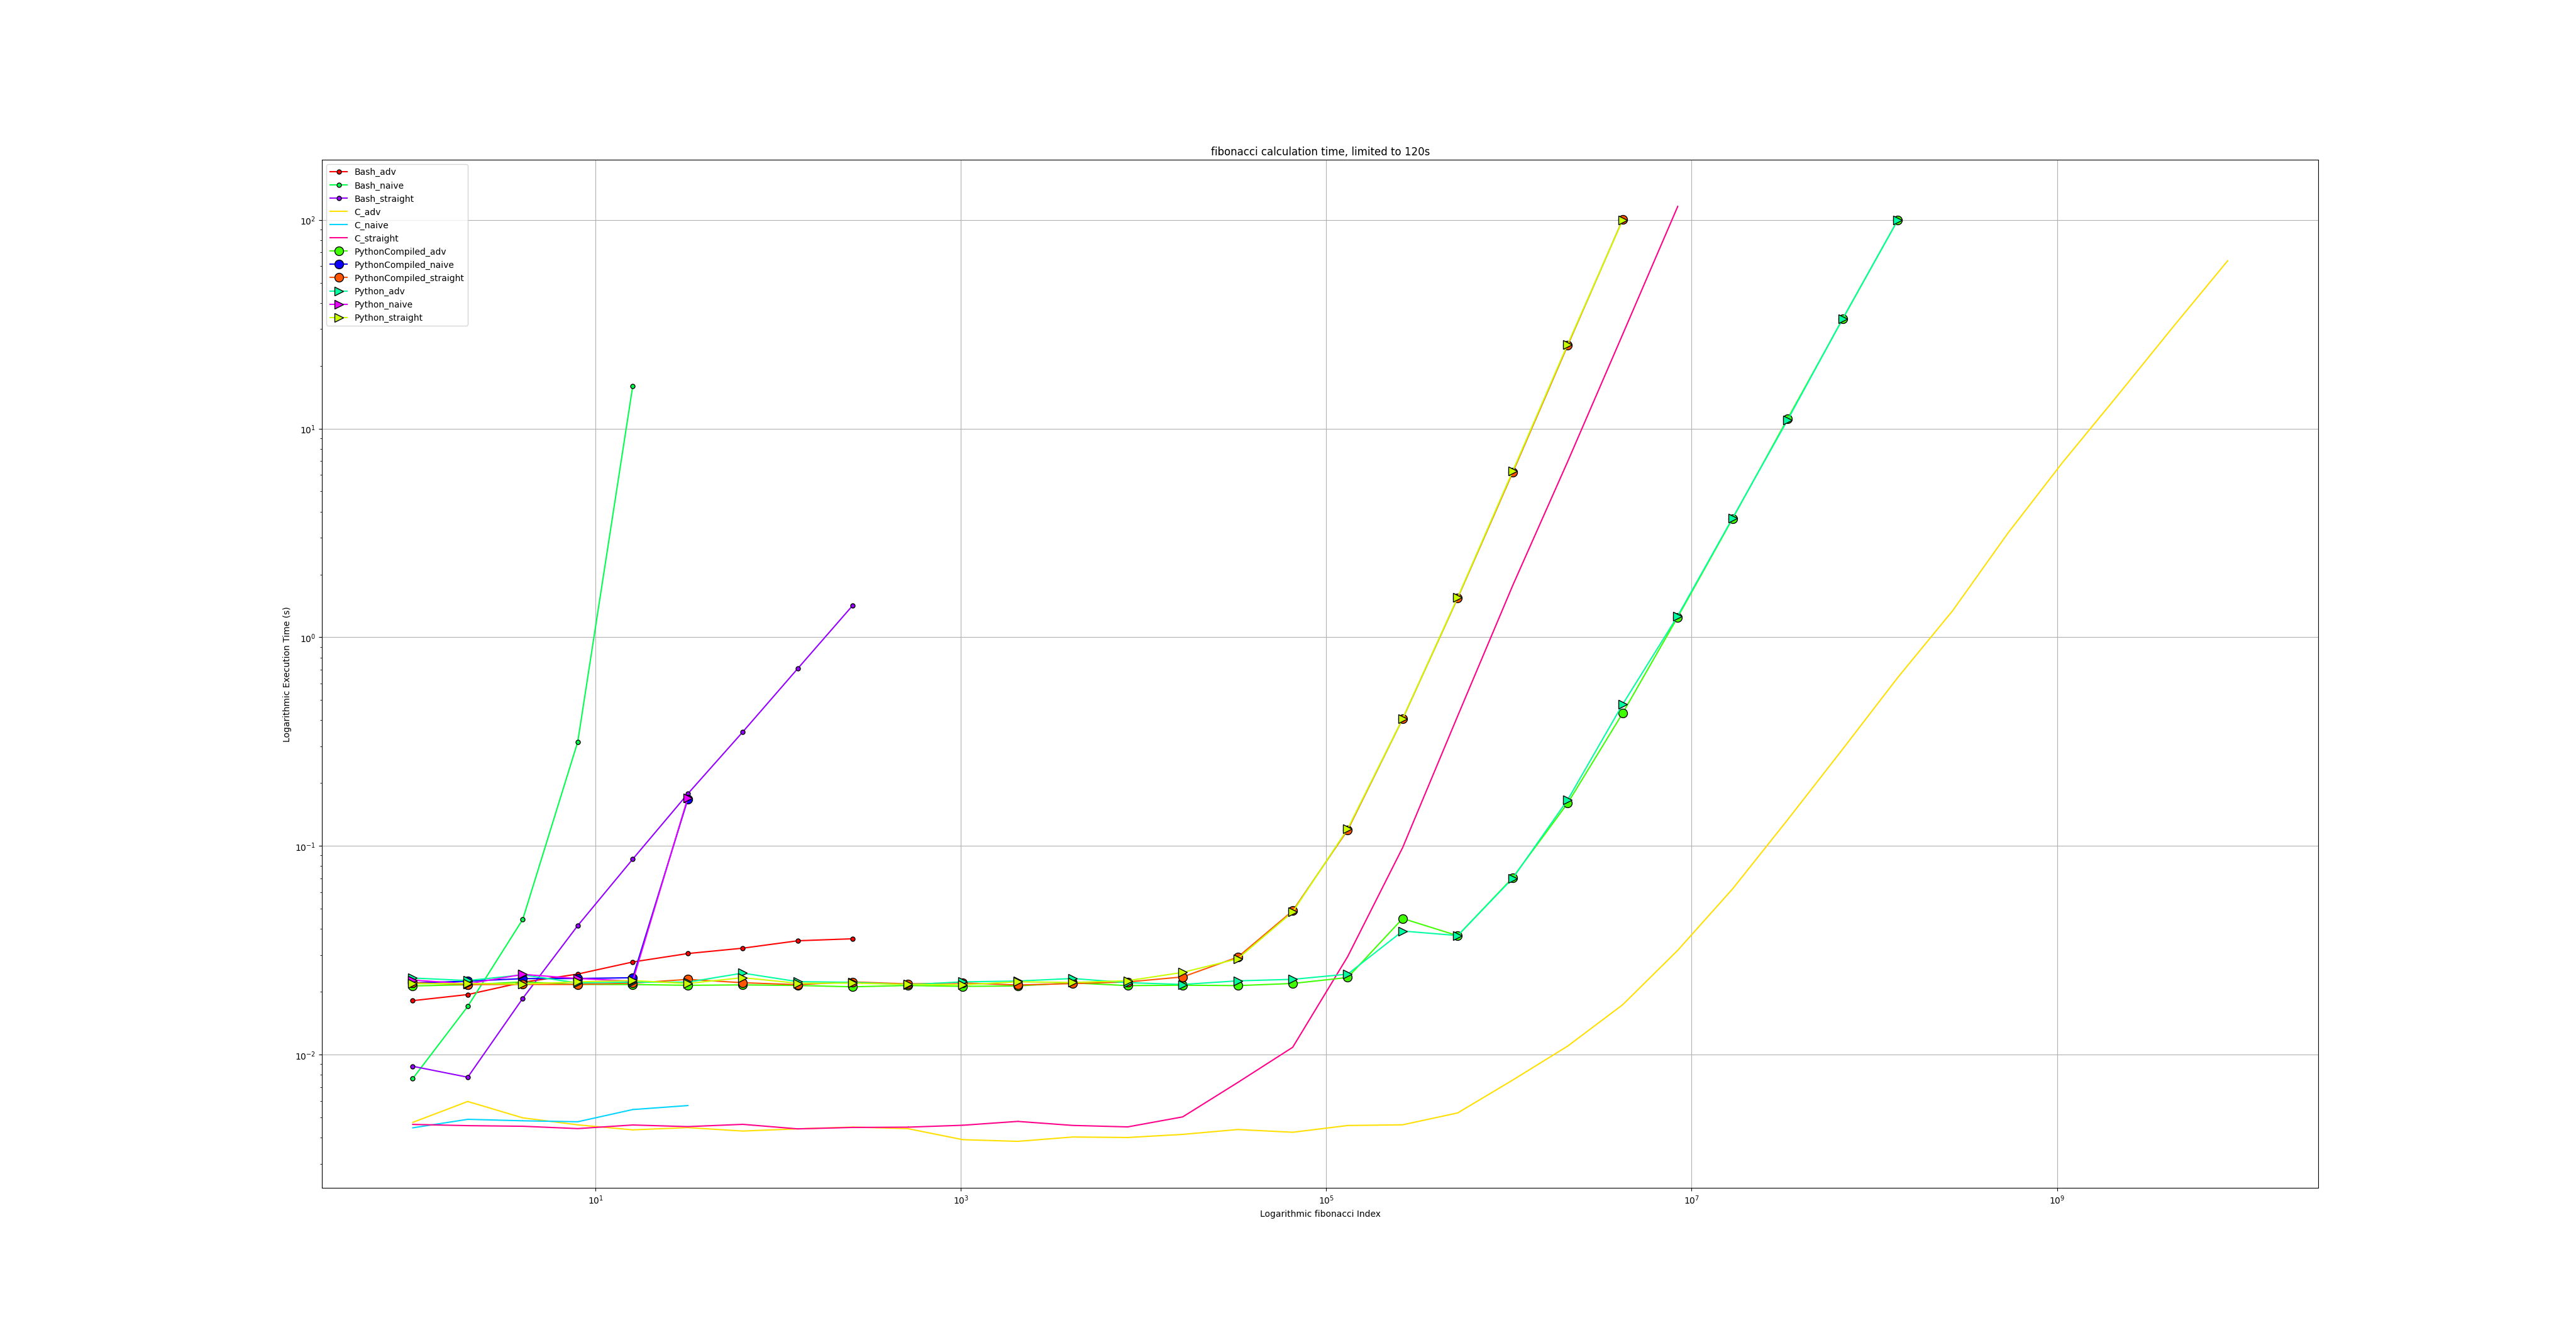 fibonacci calculation time, limited to 120s
Bash_adv
Bash_naive
Bash_straight
C_adv
C_naive
C_straight
PythonCompiled_adv
PythonCompiled_naive
PythonCompiled_straight
Python_adv
Python_naive
Python_straight
10²
10¹
10⁰
10⁻¹
10⁻²
Logarithmic Execution Time (s)
10¹ 10³ 10⁵ 10⁷ 10⁹
Logarithmic fibonacci Index